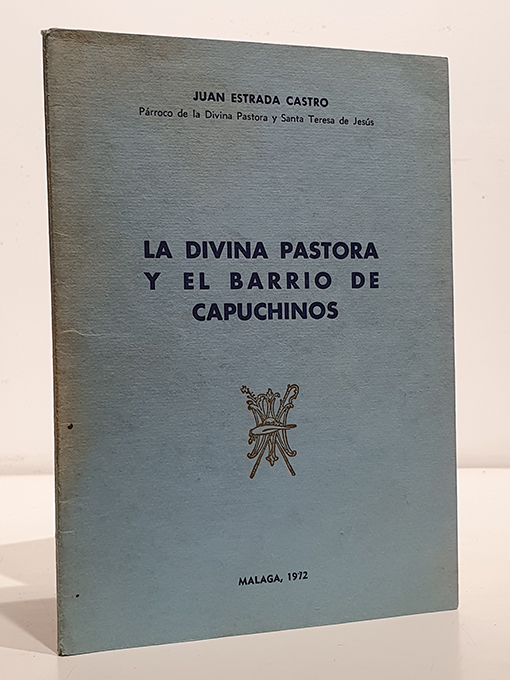 JUAN ESTRADA CASTRO
Párroco de la Divina Pastora y Santa Teresa de Jesús
LA DIVINA PASTORA
Y EL BARRIO DE
CAPUCHINOS
MALAGA, 1972